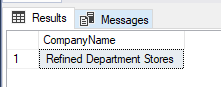 Results Messages
CompanyName
1 Refined Department Stores